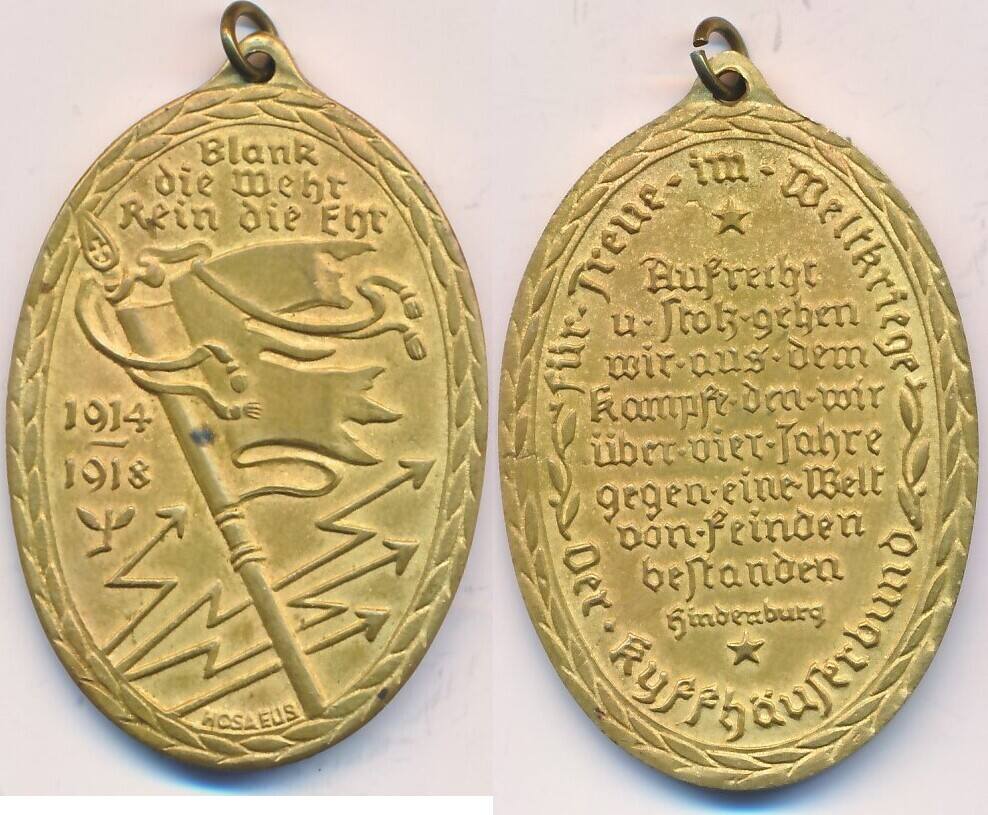 Blank
die Wehr
Rein die Ehr
1914
1918
HOSAEUS
Für · Treue · im · Weltkriege
Aufrecht
u · stolz · gehen
wir · aus · dem
Kampfe · den · wir
über · vier · Jahre
gegen · eine · Welt
von · Feinden
bestanden
Hindenburg
Der · Kyffhäuserbund